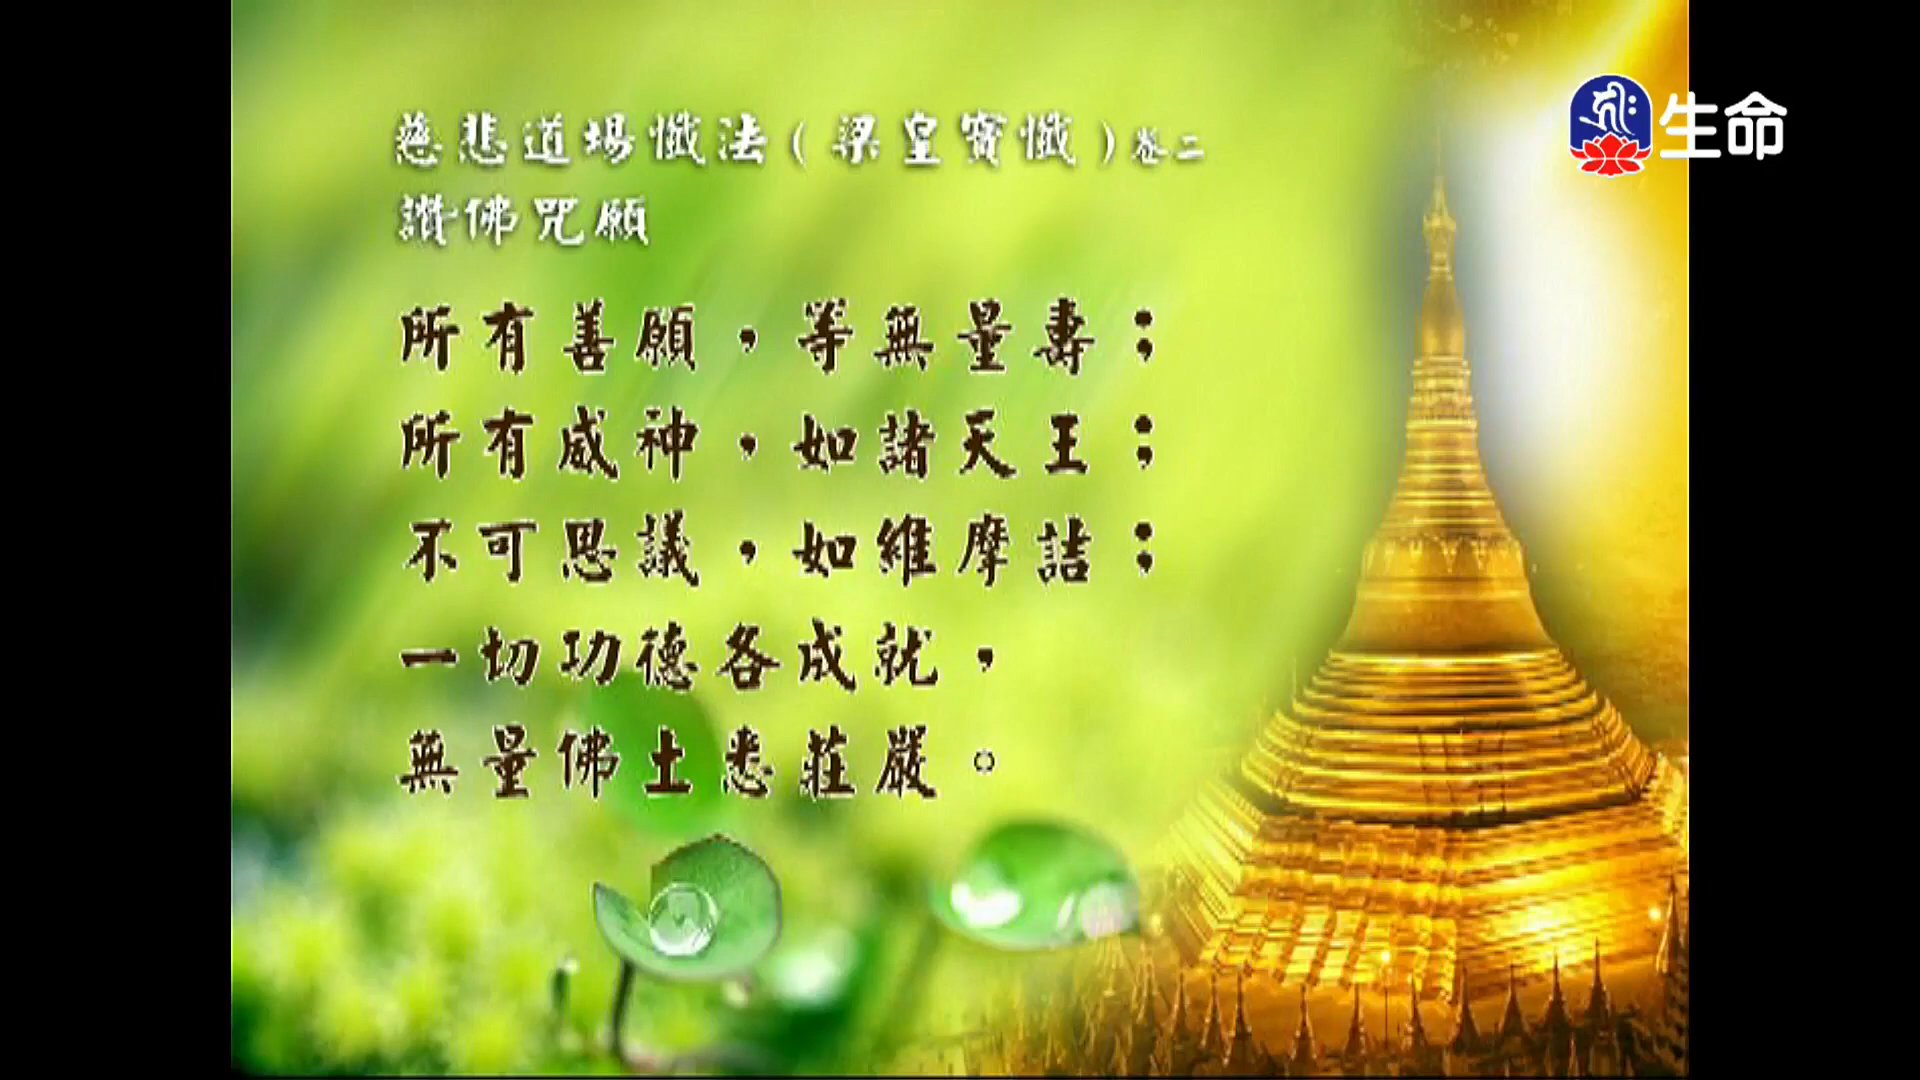 慈悲道場懺法(梁皇寶懺)卷二
讚佛咒願
所有善願，等無量壽；
所有威神，如諸天王；
不可思議，如維摩詰；
一切功德各成就，
無量佛土悉莊嚴。
生命